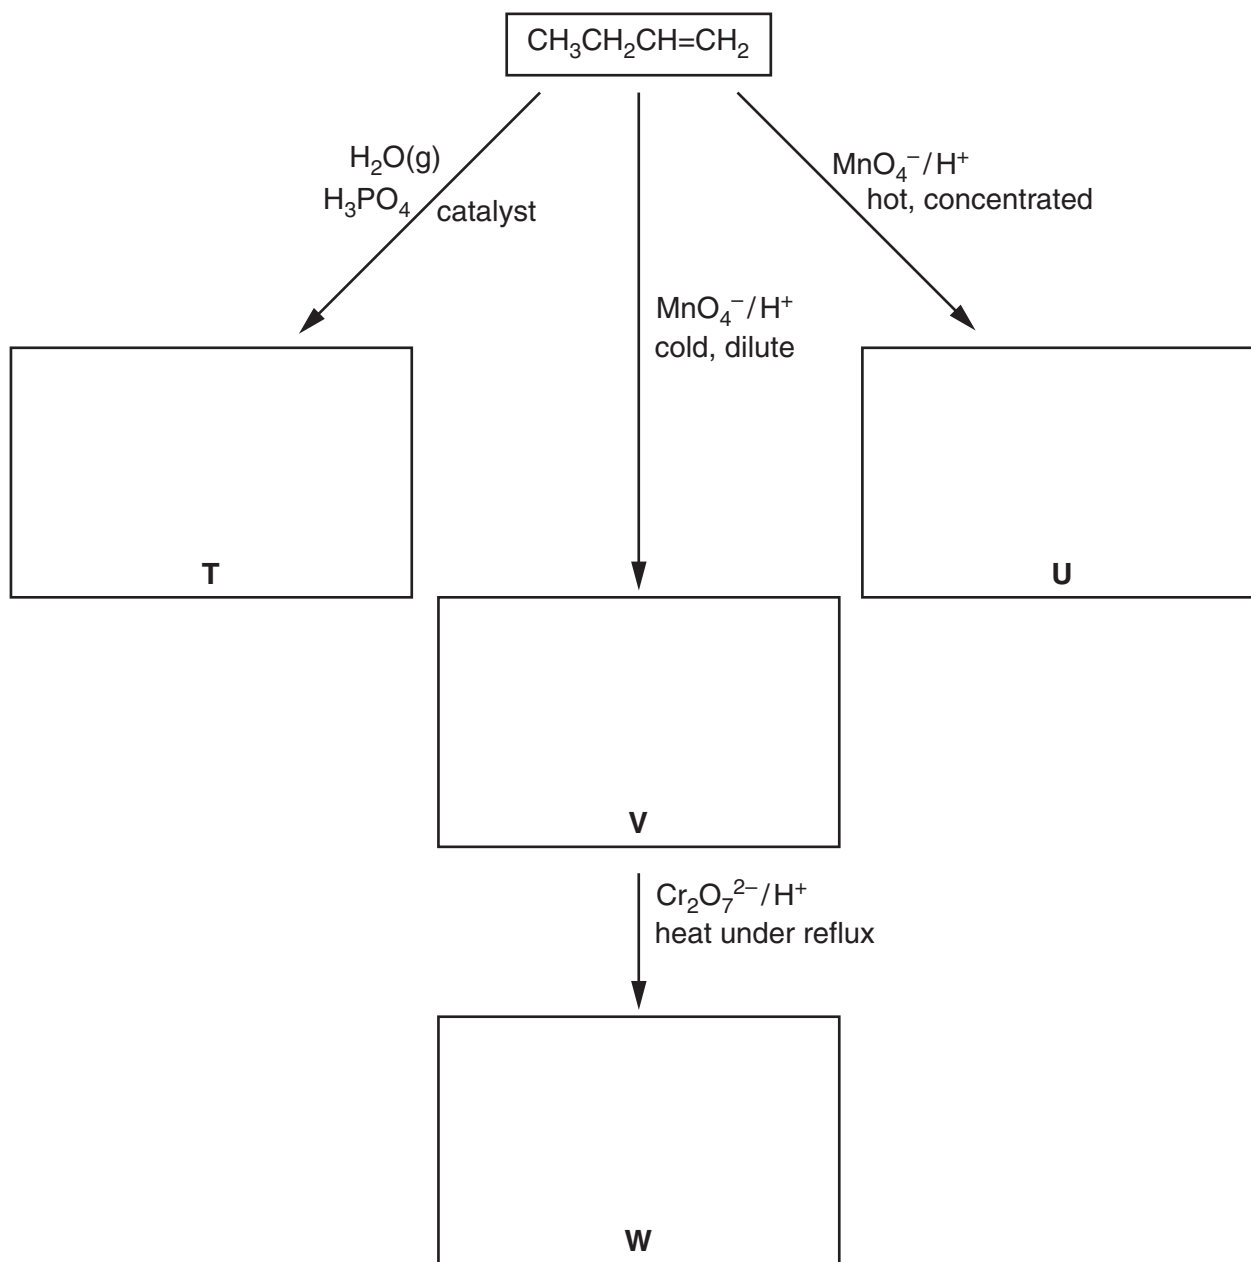 CH₃CH₂CH=CH₂
H₂O(g)
H₃PO₄ catalyst
MnO₄⁻/H⁺
hot, concentrated
MnO₄⁻/H⁺
cold, dilute
T
U
V
Cr₂O₇²⁻/H⁺
heat under reflux
W